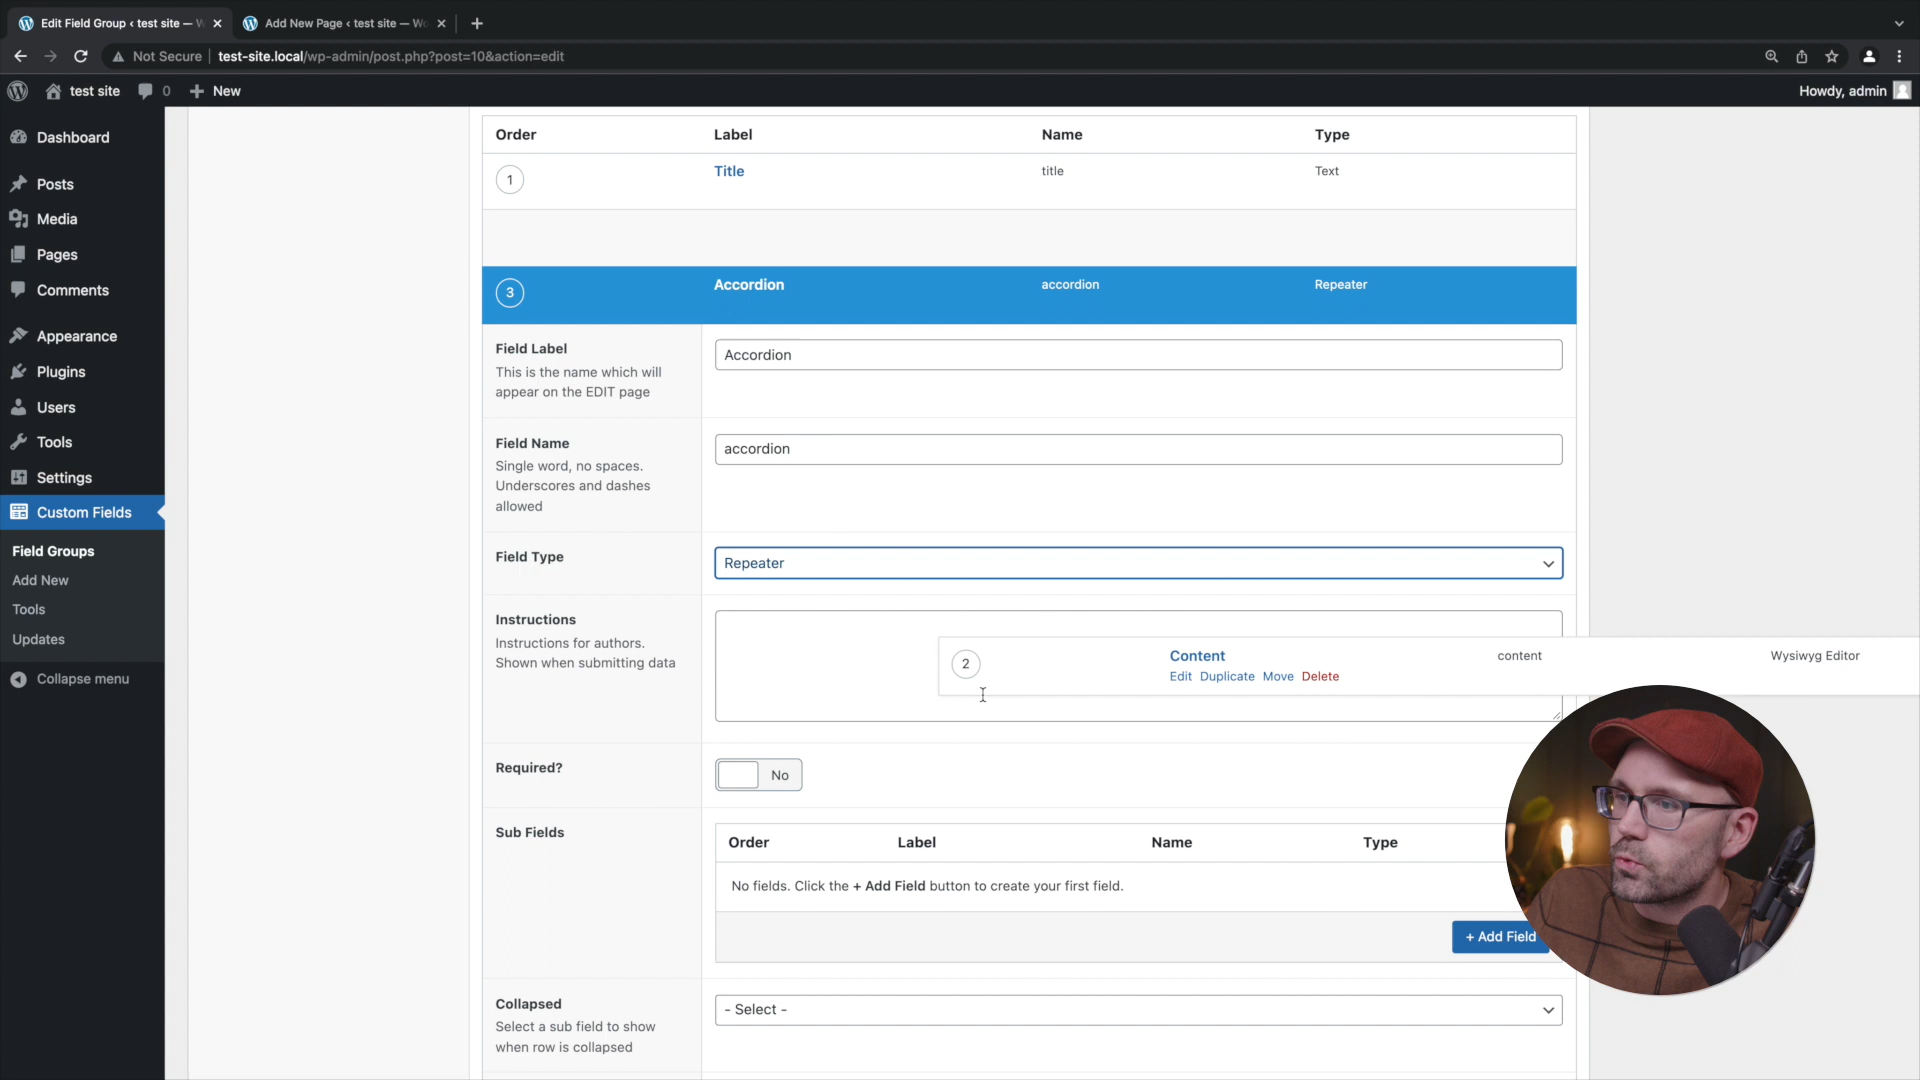 Edit Field Group ‹ test site — W
Add New Page ‹ test site — Wo
Not Secure
test-site.local/wp-admin/post.php?post=10&action=edit
test site
0
New
Howdy, admin
Dashboard
Posts
Media
Pages
Comments
Appearance
Plugins
Users
Tools
Settings
Custom Fields
Field Groups
Add New
Tools
Updates
Collapse menu
Order Label Name Type
1 Title title Text
3 Accordion accordion Repeater
Field Label
This is the name which will
appear on the EDIT page
Accordion
Field Name
Single word, no spaces.
Underscores and dashes
allowed
accordion
Field Type
Repeater
Instructions
Instructions for authors.
Shown when submitting data
2 Content content Wysiwyg Editor
Edit Duplicate Move Delete
Required?
No
Sub Fields
Order Label Name Type
No fields. Click the + Add Field button to create your first field.
+ Add Field
Collapsed
Select a sub field to show
when row is collapsed
- Select -